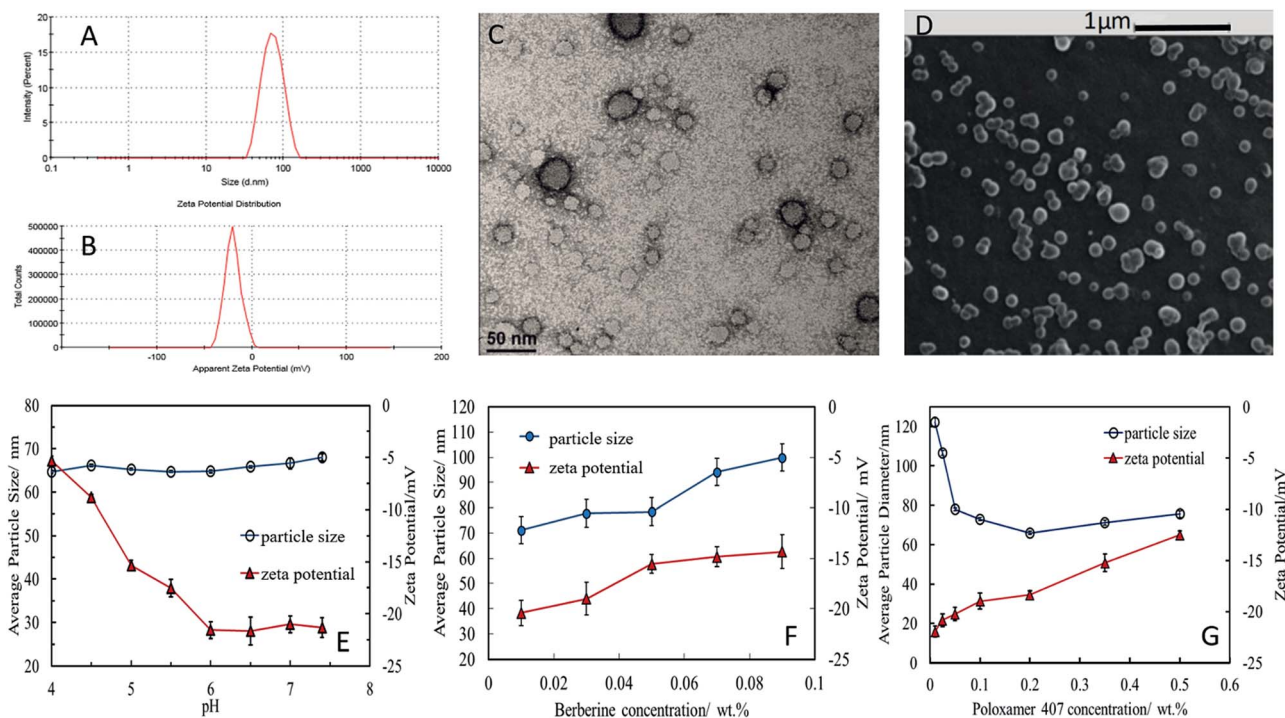 A
Intensity (Percent)
20
15
10
5
0
0.1 1 10 100 1000 10000
Size (d.nm)
Zeta Potential Distribution
B
Total Counts
500000
400000
300000
200000
100000
0
-100 0 100 200
Apparent Zeta Potential (mV)
C
50 nm
D
1µm
Average Particle Size/ nm
80
70
60
50
40
30
20
particle size
zeta potential
E
0
-5
-10
-15
-20
-25
Zeta Potential/mV
4 5 6 7 8
pH
Average Particle Size/ nm
120
110
100
90
80
70
60
50
40
30
20
particle size
zeta potential
F
0
-5
-10
-15
-20
-25
Zeta Potential/ mV
0 0.02 0.04 0.06 0.08 0.1
Berberine concentration/ wt.%
Average Particle Diameter/nm
120
100
80
60
40
20
0
particle size
zeta potential
G
0
-5
-10
-15
-20
-25
Zeta Potential/mV
0 0.1 0.2 0.3 0.4 0.5 0.6
Poloxamer 407 concentration/ wt.%